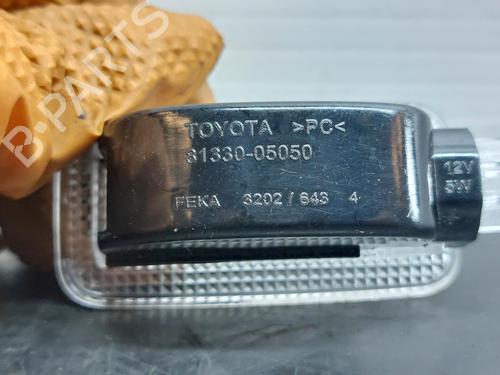 TOYOTA >PC<
81330-05050
FEKA 3202 / 643 4
12V
5W
B-PARTS